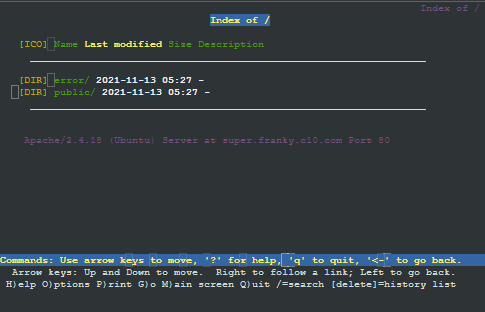 Index of /
Index of /
[ICO] Name Last modified Size Description
[DIR] error/ 2021-11-13 05:27 -
[DIR] public/ 2021-11-13 05:27 -
Apache/2.4.18 (Ubuntu) Server at super.franky.c10.com Port 80
Commands: Use arrow keys to move, '?' for help, 'q' to quit, '<-' to go back.
Arrow keys: Up and Down to move. Right to follow a link; Left to go back.
H)elp O)ptions P)rint G)o M)ain screen Q)uit /=search [delete]=history list